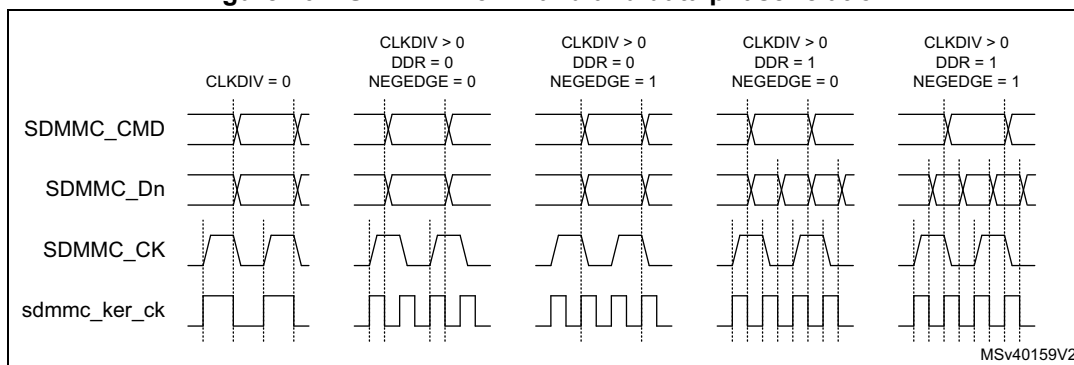 CLKDIV = 0
CLKDIV > 0
DDR = 0
NEGEDGE = 0
CLKDIV > 0
DDR = 0
NEGEDGE = 1
CLKDIV > 0
DDR = 1
NEGEDGE = 0
CLKDIV > 0
DDR = 1
NEGEDGE = 1
SDMMC_CMD
SDMMC_Dn
SDMMC_CK
sdmmc_ker_ck
MSv40159V2